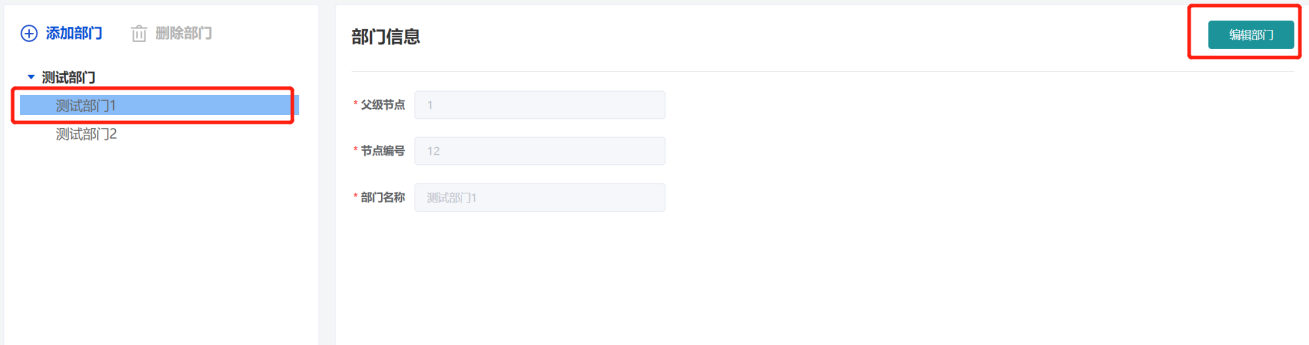 添加部门 删除部门
测试部门
测试部门1
测试部门2
部门信息 编辑部门
* 父级节点 1
* 节点编号 12
* 部门名称 测试部门1